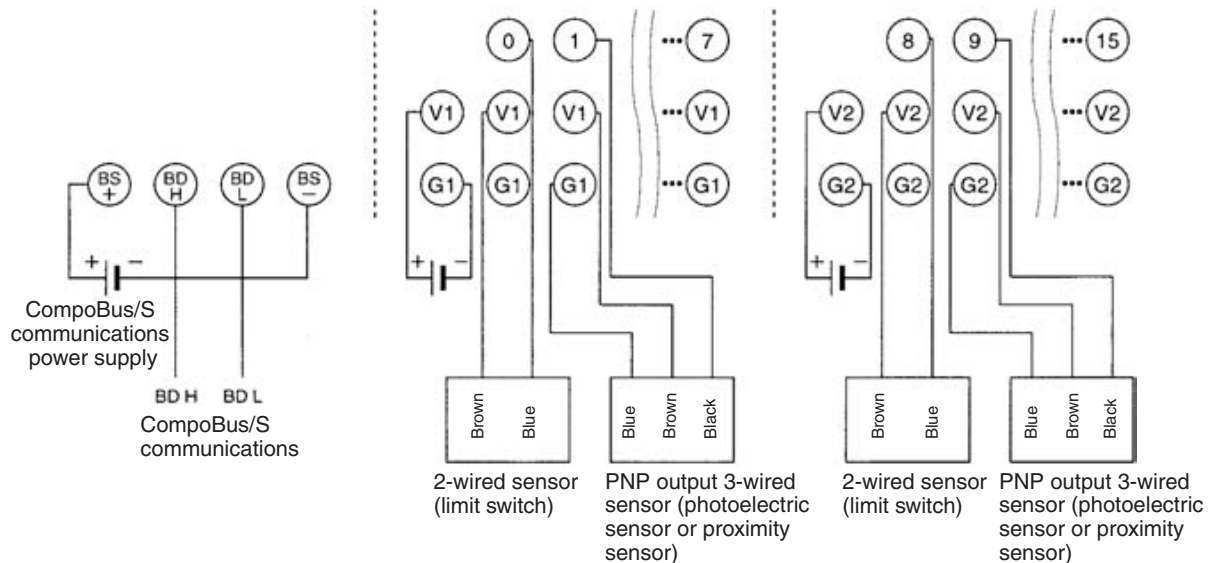 0 1 ••• 7
8 9 ••• 15
V1 V1 V1 ••• V1
V2 V2 V2 ••• V2
BS + BD H BD L BS −
G1 G1 G1 ••• G1
G2 G2 G2 ••• G2
+ −
+ −
+ −
CompoBus/S
communications
power supply
BD H BD L
CompoBus/S
communications
Brown Blue
Blue Brown Black
Brown Blue
Blue Brown Black
2-wired sensor
(limit switch)
PNP output 3-wired
sensor (photoelectric
sensor or proximity
sensor)
2-wired sensor
(limit switch)
PNP output 3-wired
sensor (photoelectric
sensor or proximity
sensor)